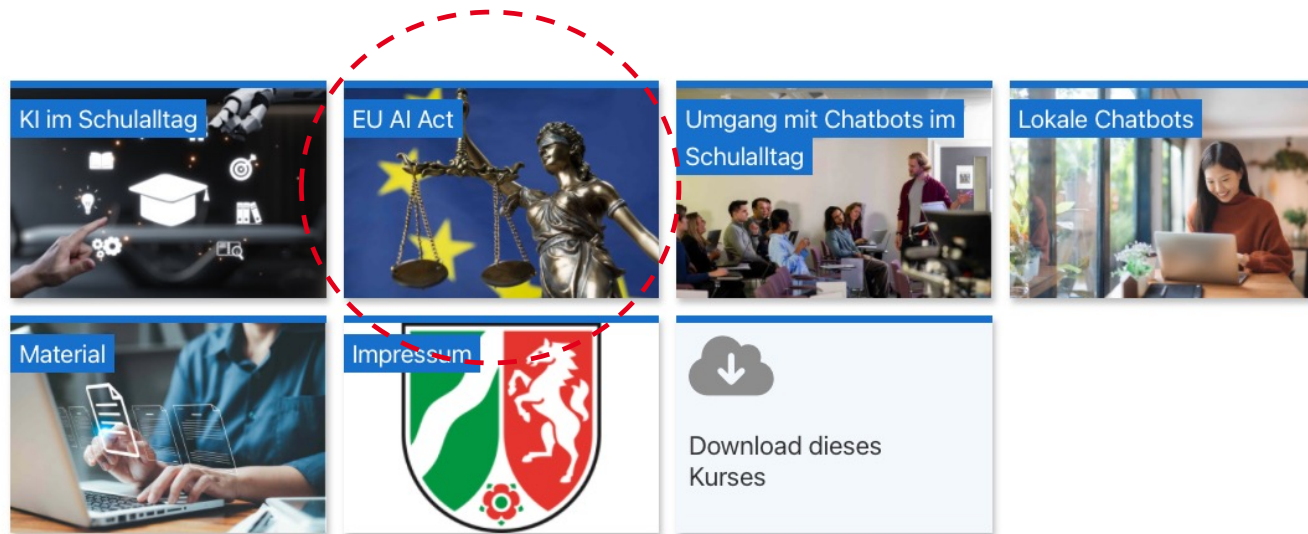 KI im Schulalltag
EU AI Act
Umgang mit Chatbots im
Schulalltag
Lokale Chatbots
Material
Impressum
Download dieses
Kurses